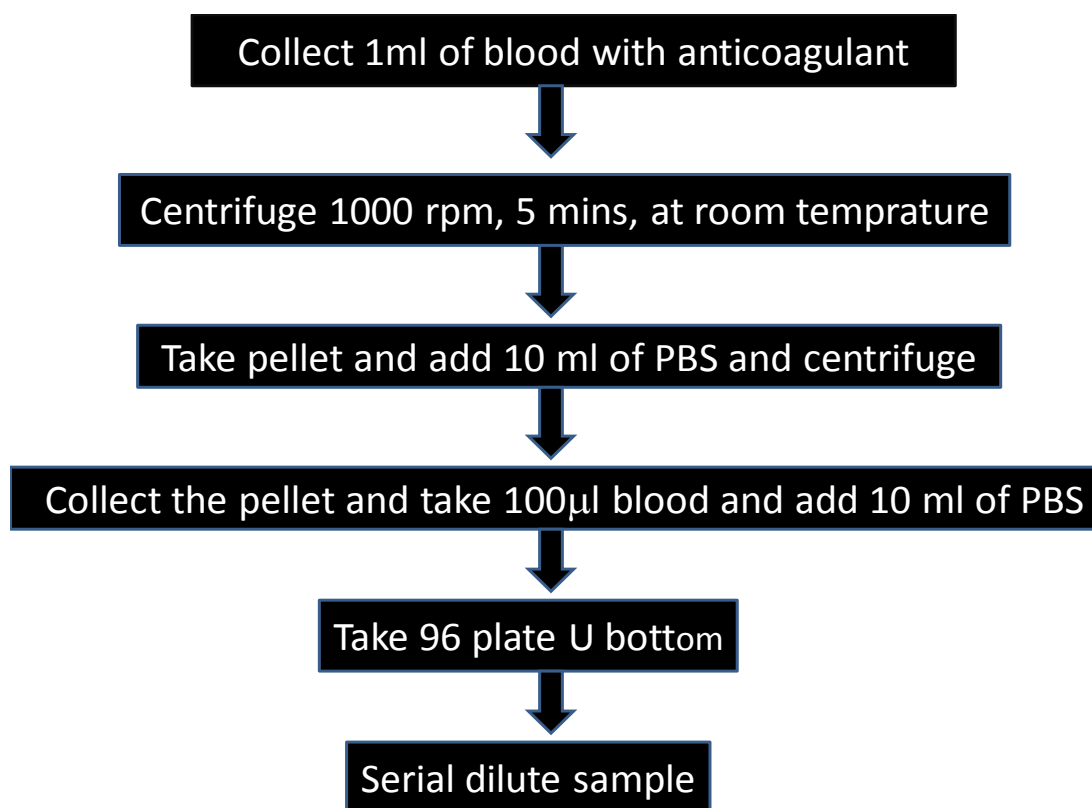 Collect 1ml of blood with anticoagulant
Centrifuge 1000 rpm, 5 mins, at room temprature
Take pellet and add 10 ml of PBS and centrifuge
Collect the pellet and take 100μl blood and add 10 ml of PBS
Take 96 plate U bottom
Serial dilute sample